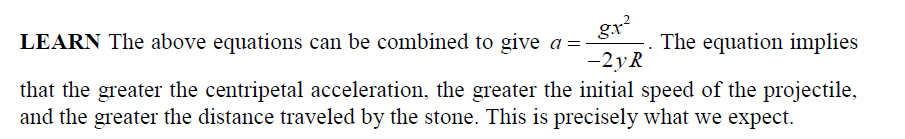 LEARN The above equations can be combined to give a = gx²/−2yR. The equation implies
that the greater the centripetal acceleration, the greater the initial speed of the projectile,
and the greater the distance traveled by the stone. This is precisely what we expect.